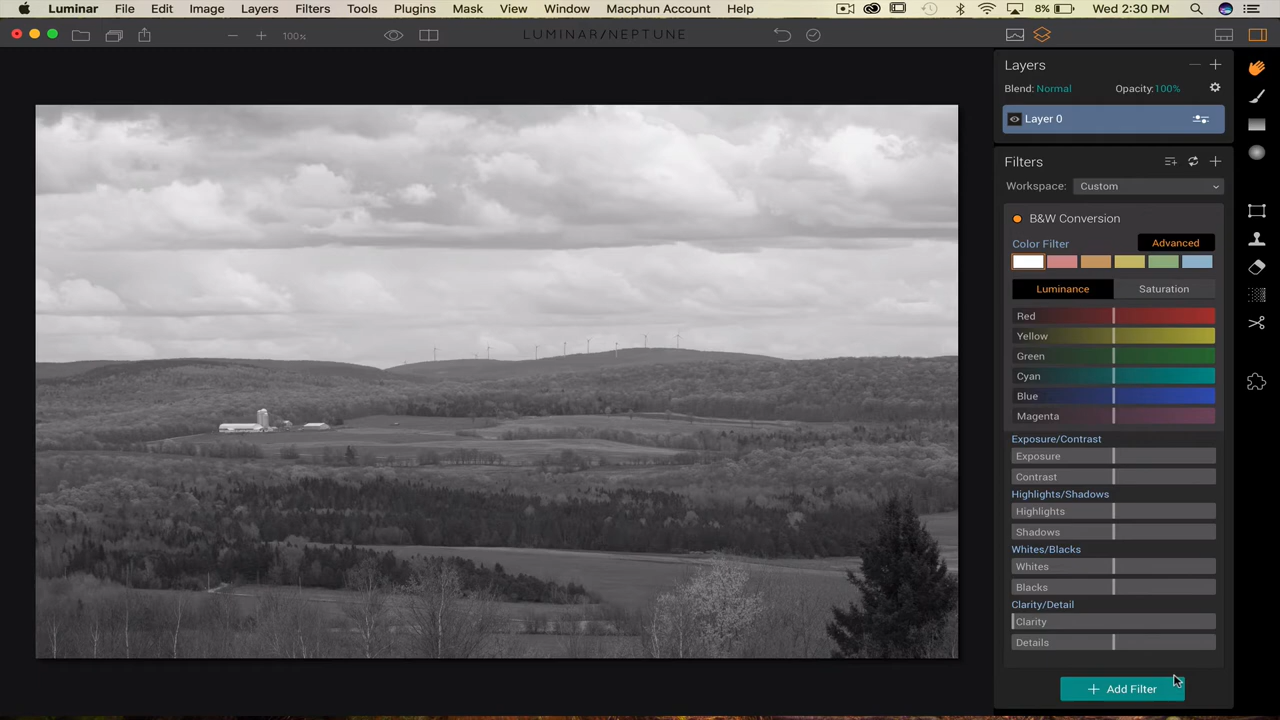 Luminar File Edit Image Layers Filters Tools Plugins Mask View Window Macphun Account Help 8% Wed 2:30 PM
100% LUMINAR/NEPTUNE
Layers
Blend: Normal Opacity: 100%
Layer 0
Filters
Workspace: Custom
B&W Conversion
Color Filter Advanced
Luminance Saturation
Red
Yellow
Green
Cyan
Blue
Magenta
Exposure/Contrast
Exposure
Contrast
Highlights/Shadows
Highlights
Shadows
Whites/Blacks
Whites
Blacks
Clarity/Detail
Clarity
Details
+ Add Filter